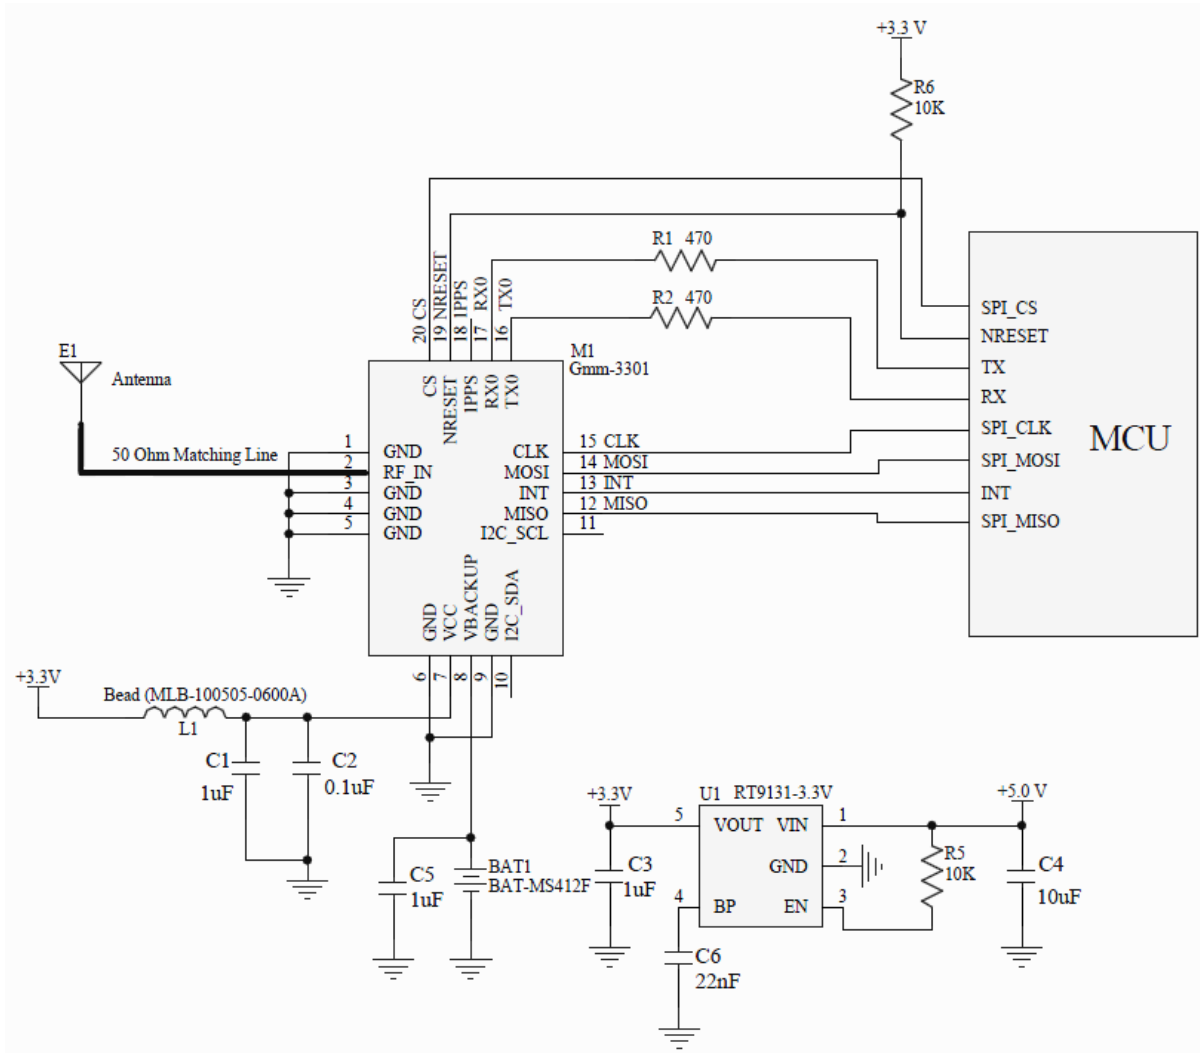 +3.3 V
R6
10K
R1 470
R2 470
20 CS
19 NRESET
18 1PPS
17 RX0
16 TX0
M1
Gmm-3301
E1
Antenna
50 Ohm Matching Line
CS
NRESET
1PPS
RX0
TX0
1 GND
2 RF_IN
3 GND
4 GND
5 GND
CLK 15 CLK
MOSI 14 MOSI
INT 13 INT
MISO 12 MISO
I2C_SCL 11
GND
VCC
VBACKUP
GND
I2C_SDA
6
7
8
9
10
SPI_CS
NRESET
TX
RX
SPI_CLK
SPI_MOSI
INT
SPI_MISO
MCU
+3.3V
Bead (MLB-100505-0600A)
L1
C1
1uF
C2
0.1uF
C5
1uF
BAT1
BAT-MS412F
+3.3V
U1 RT9131-3.3V
+5.0 V
5 VOUT VIN 1
GND 2
4 BP EN 3
C3
1uF
R5
10K
C4
10uF
C6
22nF